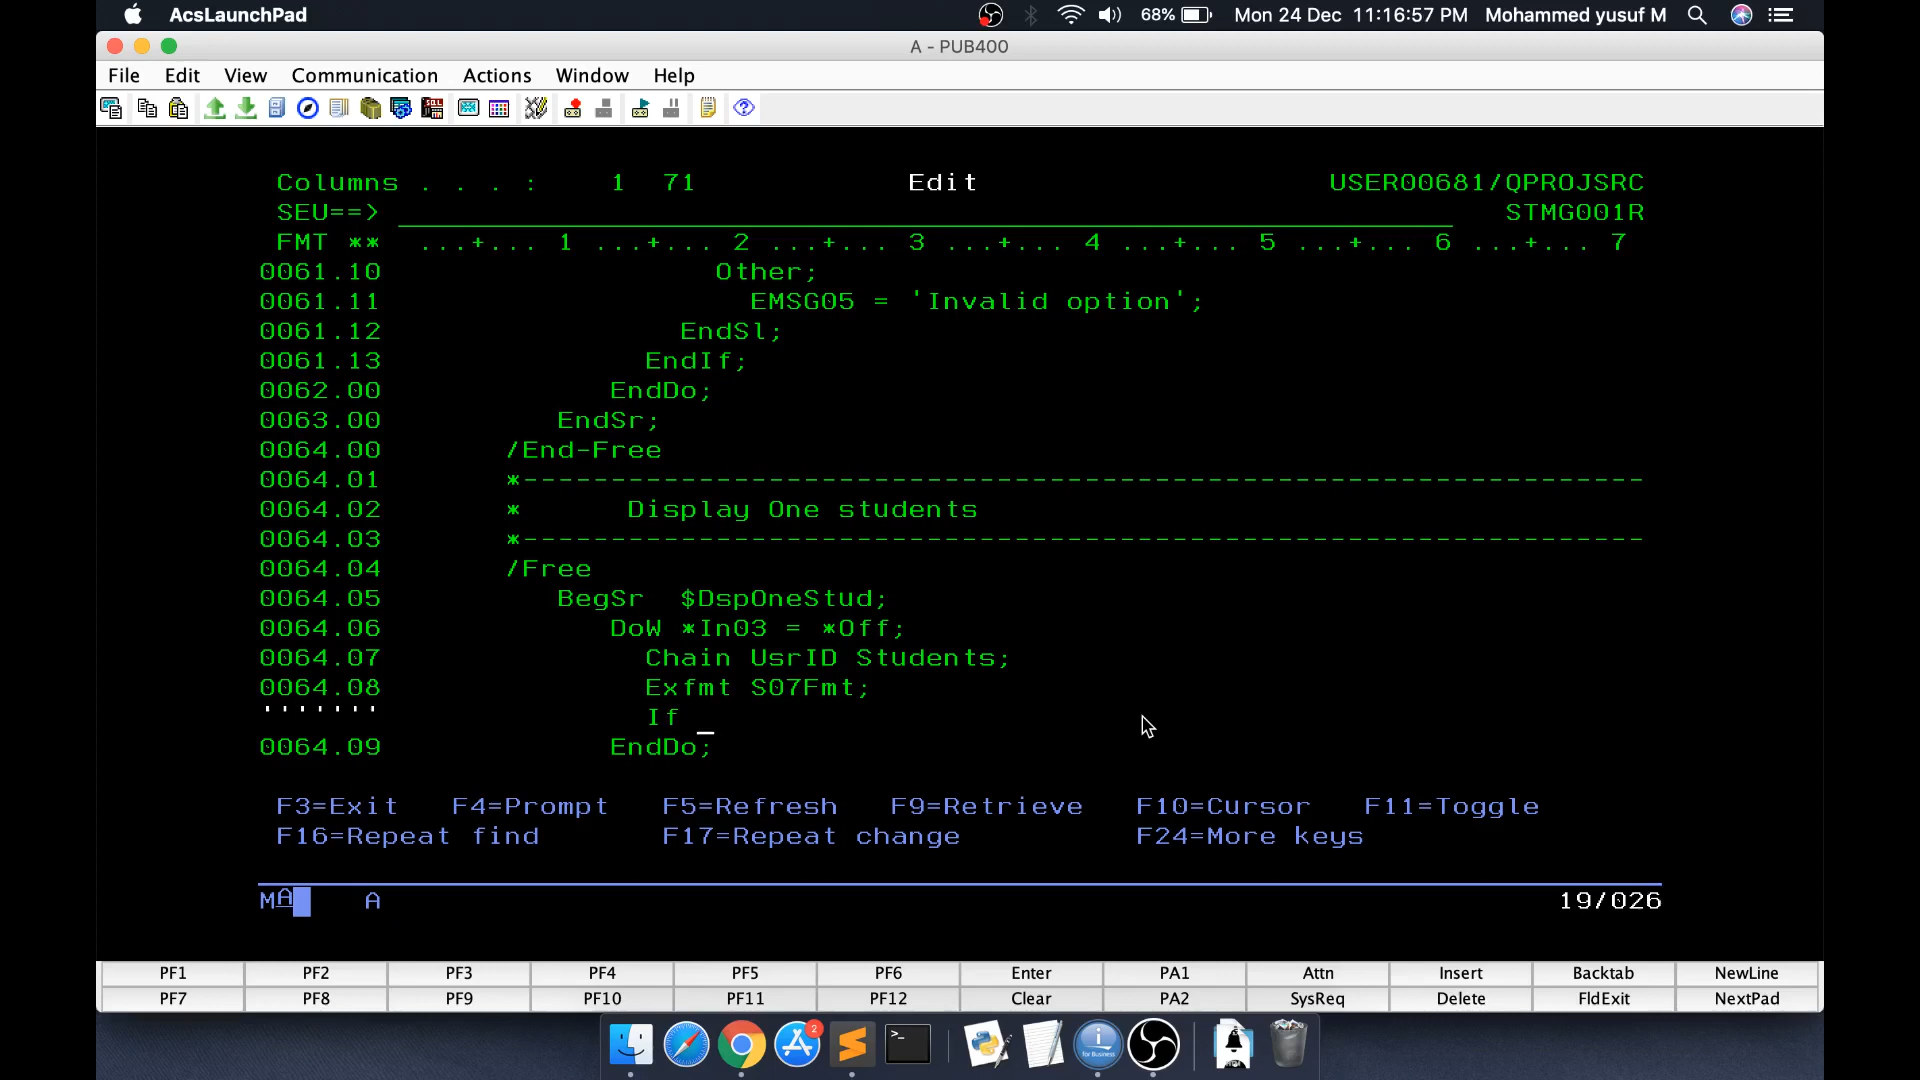 AcsLaunchPad 68% Mon 24 Dec 11:16:57 PM Mohammed yusuf M
A - PUB400
File Edit View Communication Actions Window Help
Columns . . . : 1 71 Edit USER00681/QPROJSRC
SEU==> STMG001R
FMT ** ...+... 1 ...+... 2 ...+... 3 ...+... 4 ...+... 5 ...+... 6 ...+... 7
0061.10 Other;
0061.11 EMSG05 = 'Invalid option';
0061.12 EndSl;
0061.13 EndIf;
0062.00 EndDo;
0063.00 EndSr;
0064.00 /End-Free
0064.01 *----------------------------------------------------------------
0064.02 * Display One students
0064.03 *----------------------------------------------------------------
0064.04 /Free
0064.05 BegSr $DspOneStud;
0064.06 DoW *In03 = *Off;
0064.07 Chain UsrID Students;
0064.08 Exfmt S07Fmt;
''''''' If _
0064.09 EndDo;
F3=Exit F4=Prompt F5=Refresh F9=Retrieve F10=Cursor F11=Toggle
F16=Repeat find F17=Repeat change F24=More keys
MA A 19/026
PF1 PF2 PF3 PF4 PF5 PF6 Enter PA1 Attn Insert Backtab NewLine
PF7 PF8 PF9 PF10 PF11 PF12 Clear PA2 SysReq Delete FldExit NextPad
2
for Business